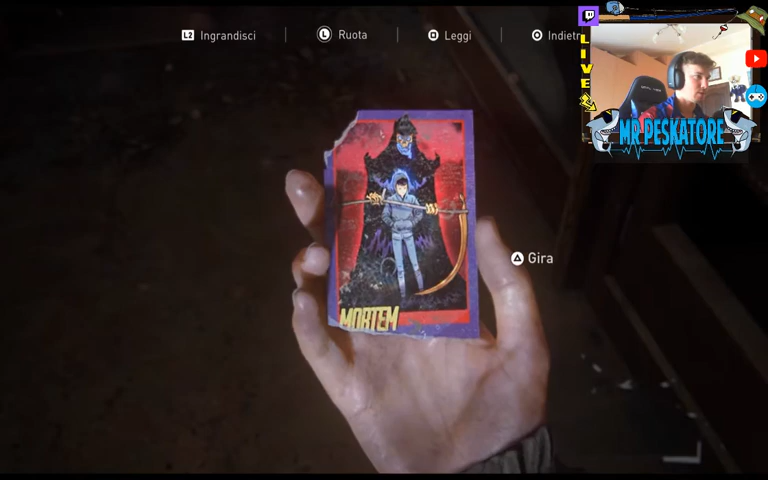 L2 Ingrandisci
L Ruota
Leggi
Indietr
LIVE
MR PESKATORE
Gira
MORTEM